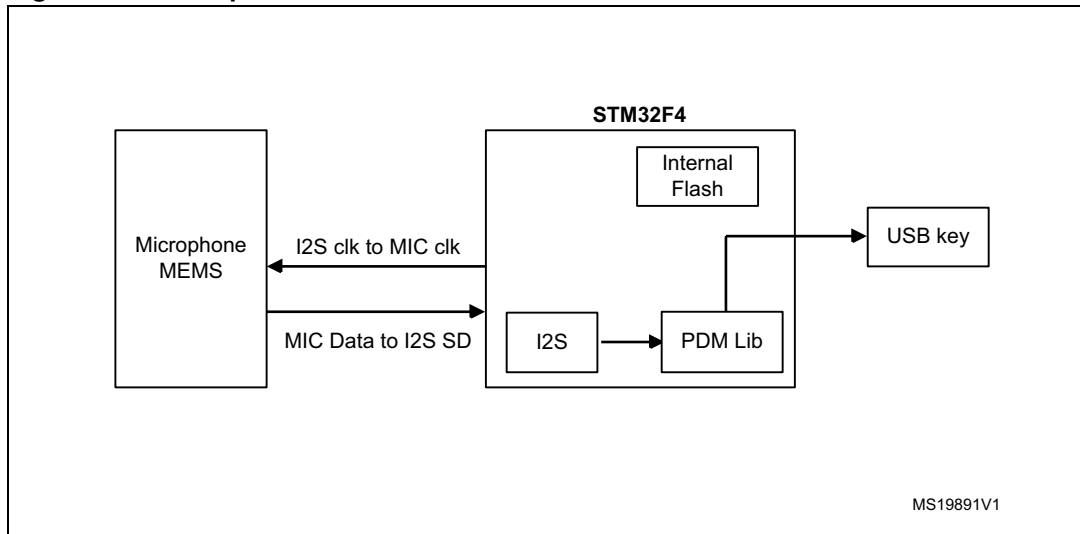 STM32F4
Internal
Flash
Microphone
MEMS
I2S clk to MIC clk
USB key
MIC Data to I2S SD
I2S
PDM Lib
MS19891V1